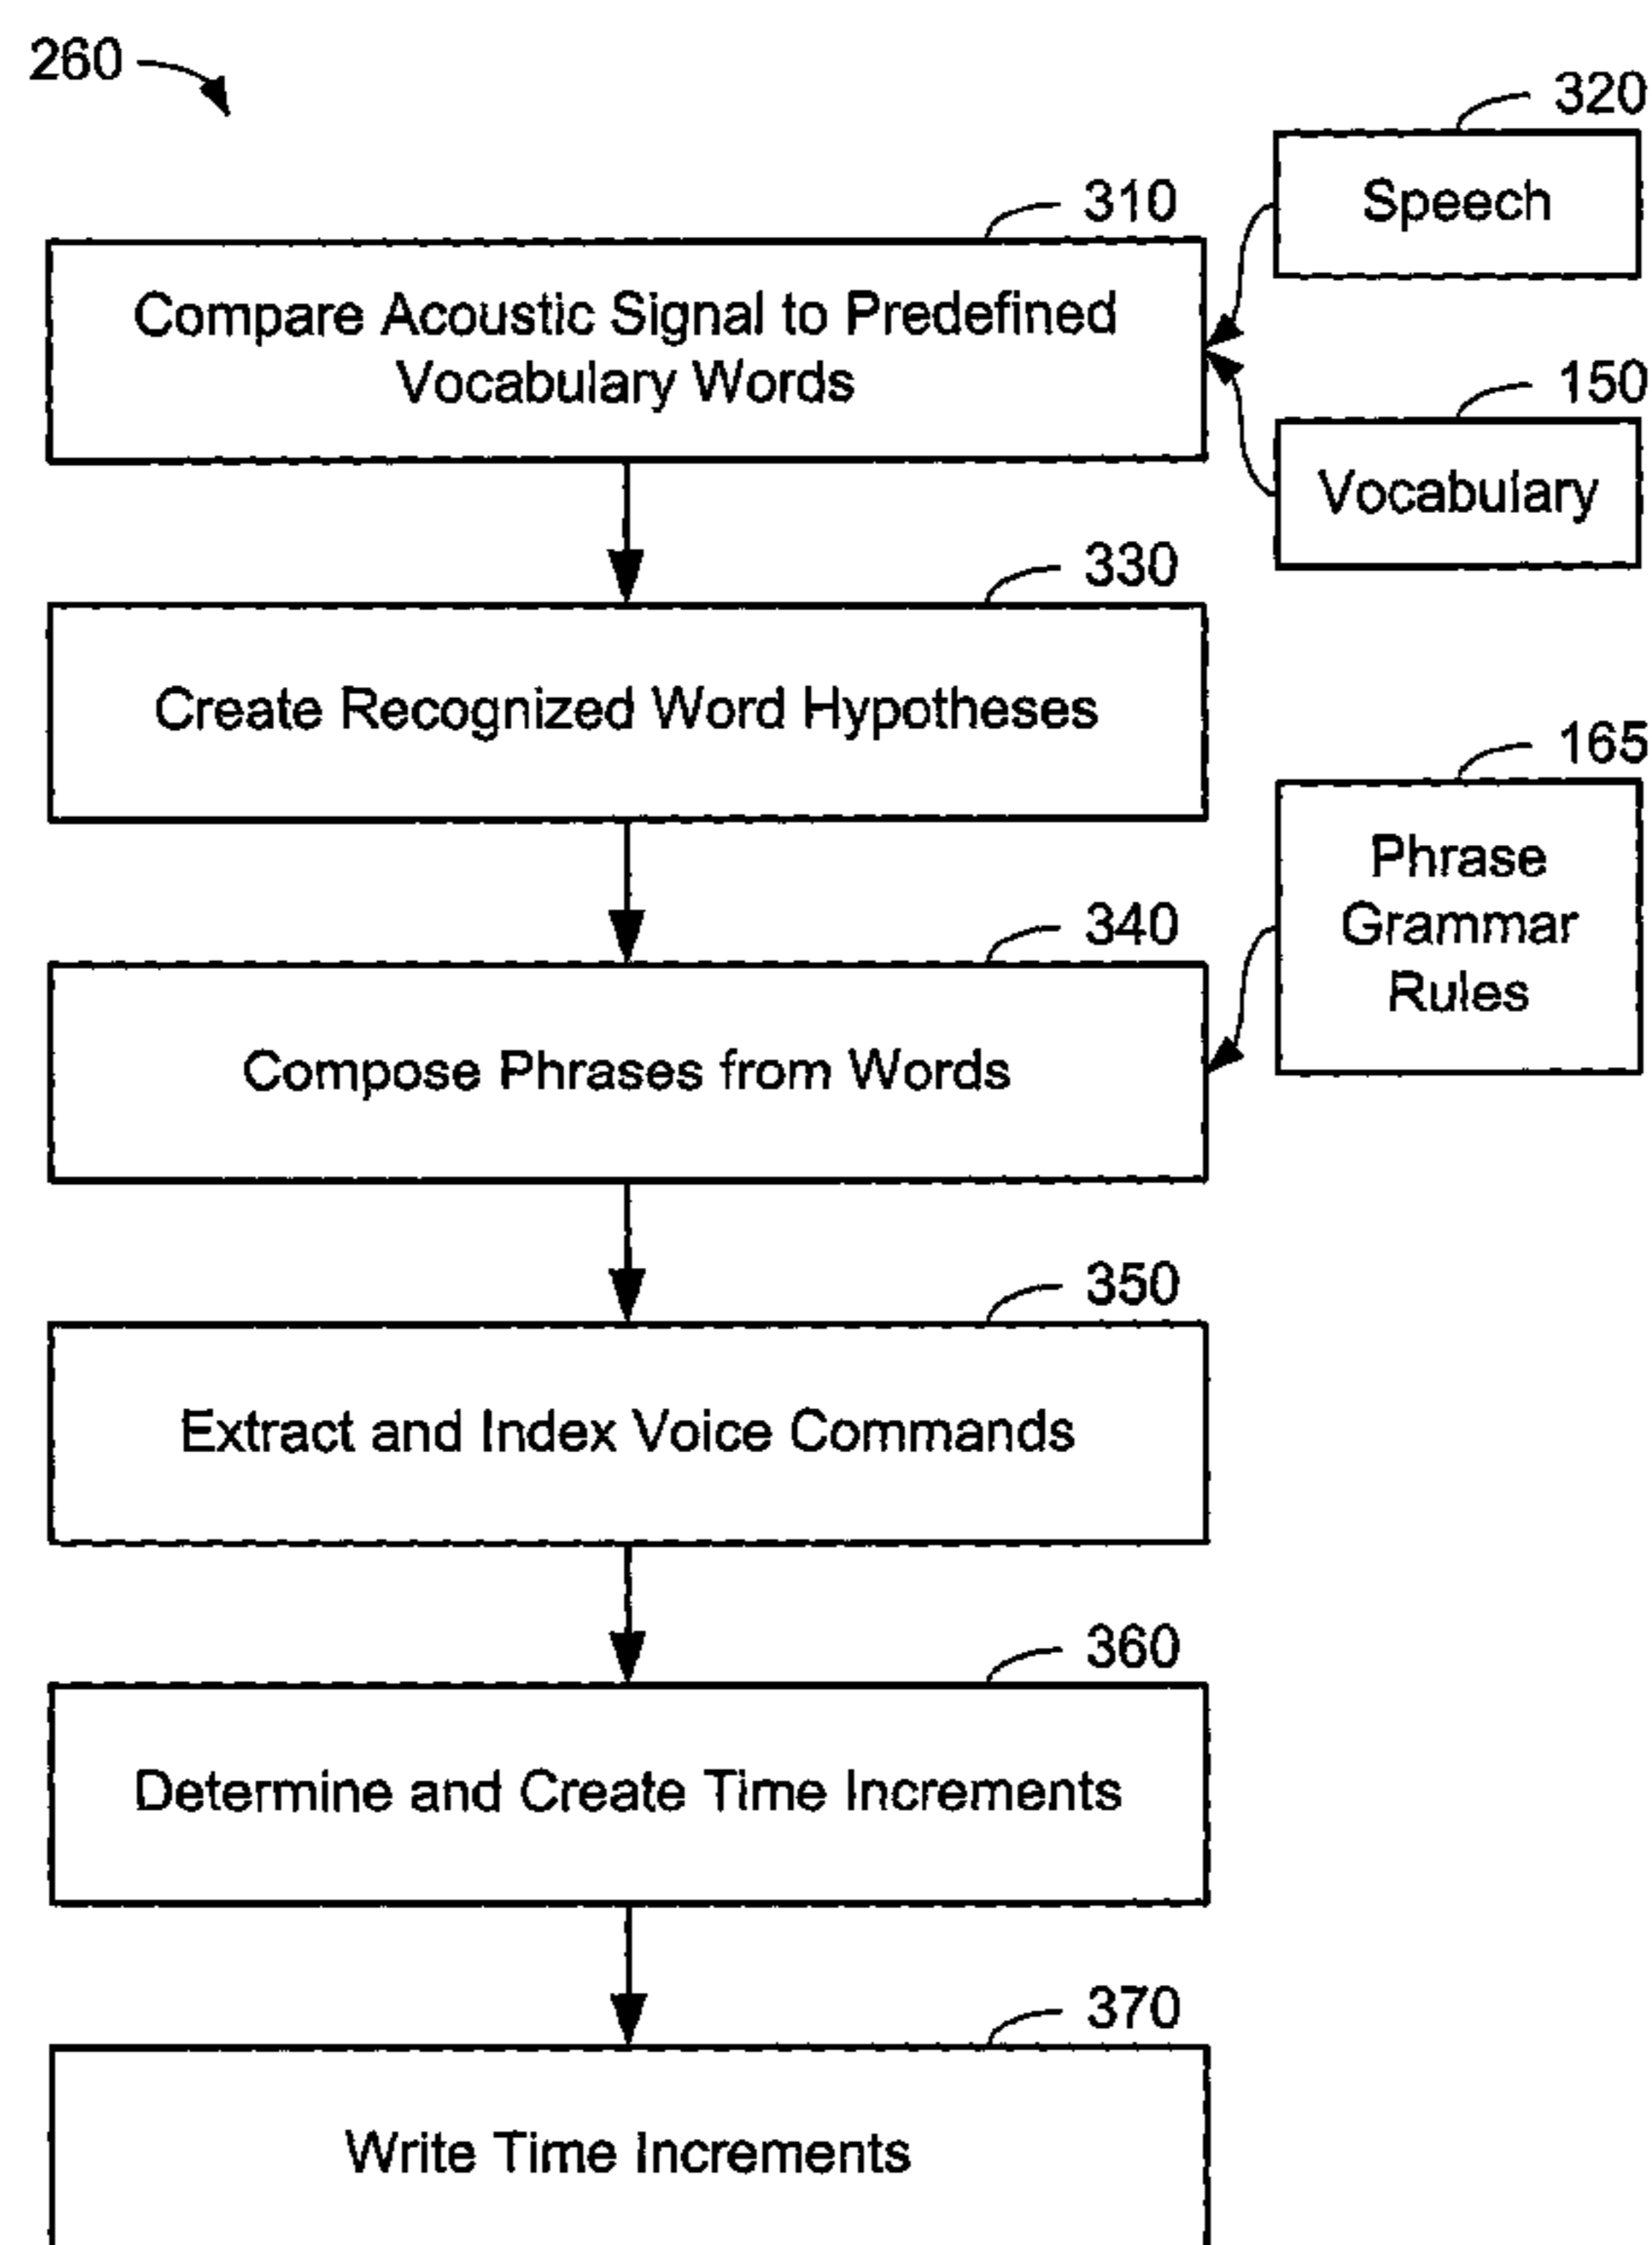 260
320
Speech
310
Compare Acoustic Signal to Predefined
Vocabulary Words
150
Vocabulary
330
Create Recognized Word Hypotheses
165
Phrase
Grammar
Rules
340
Compose Phrases from Words
350
Extract and Index Voice Commands
360
Determine and Create Time Increments
370
Write Time Increments